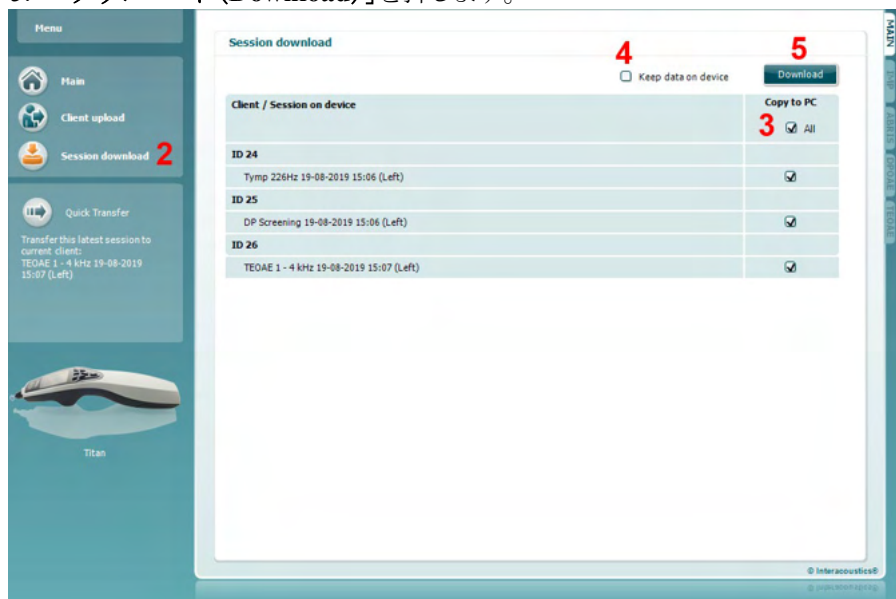 Menu
Main
Client upload
Session download 2
Quick Transfer
Transfer this latest session to
current client:
TEOAE 1 - 4 kHz 19-08-2019
15:07 (Left)
Titan
Session download
4
5
Keep data on device
Download
Client / Session on device
Copy to PC
3 All
ID 24
Tymp 226Hz 19-08-2019 15:06 (Left)
ID 25
DP Screening 19-08-2019 15:06 (Left)
ID 26
TEOAE 1 - 4 kHz 19-08-2019 15:07 (Left)
© Interacoustics®
MAIN
IMP
ABRIS
DPOAE
TEOAE